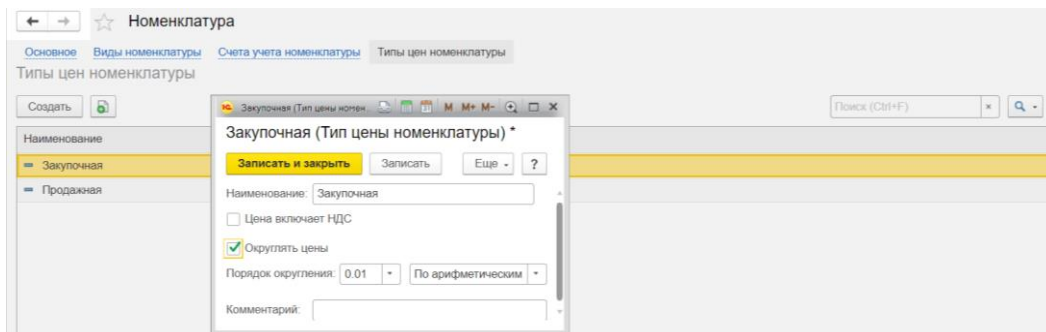 Номенклатура
Основное Виды номенклатуры Счета учета номенклатуры Типы цен номенклатуры
Типы цен номенклатуры
Создать
Поиск (Ctrl+F)
Наименование
Закупочная
Продажная
Закупочная (Тип цены номен.. M M+ M-
Закупочная (Тип цены номенклатуры) *
Записать и закрыть Записать Еще ?
Наименование: Закупочная
Цена включает НДС
Округлять цены
Порядок округления: 0.01 По арифметическим
Комментарий: